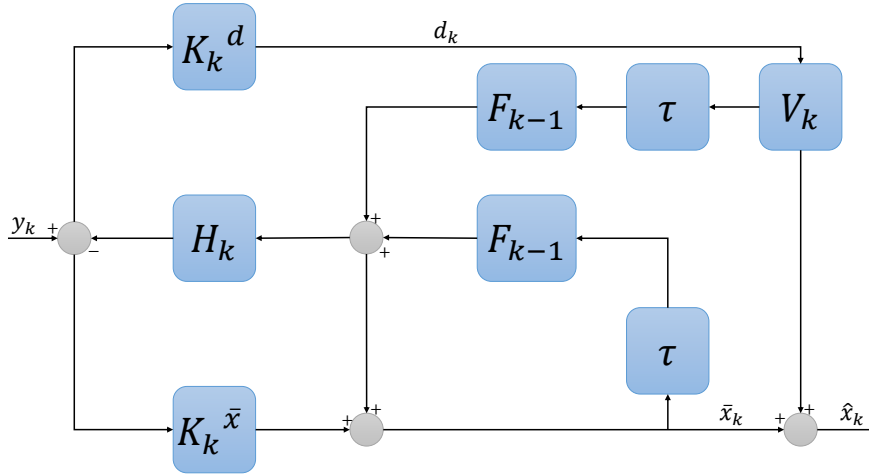 K_k^d
d_k
F_{k−1}
τ
V_k
+
y_k
+
−
H_k
+
F_{k−1}
τ
K_k^{x̄}
+
+
x̄_k
+
+
x̂_k